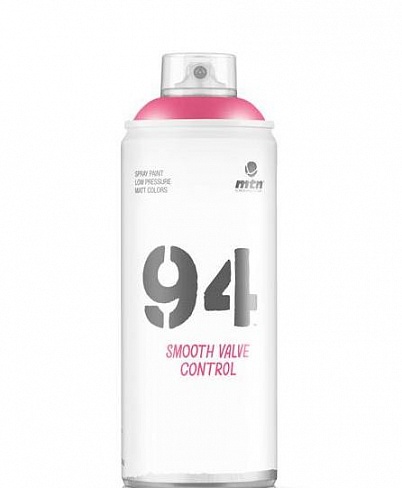 SPRAY PAINT
LOW PRESSURE
MATT COLORS
mtn
94
SMOOTH VALVE
CONTROL